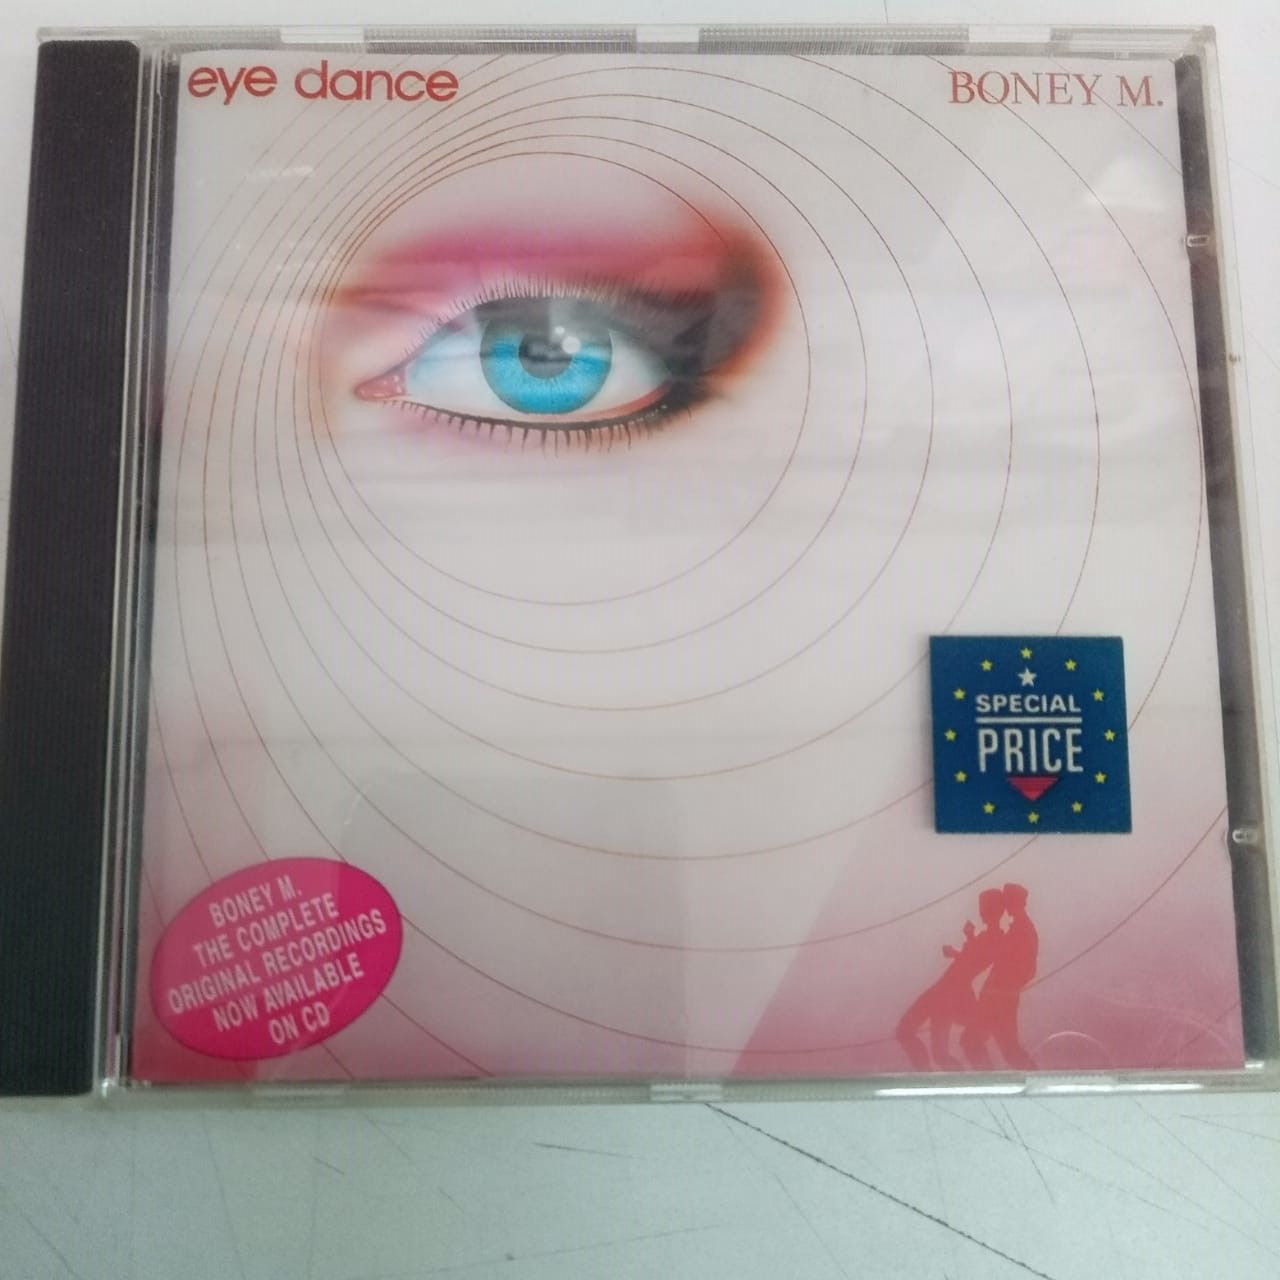 eye dance
BONEY M.
SPECIAL
PRICE
BONEY M.
THE COMPLETE
ORIGINAL RECORDINGS
NOW AVAILABLE
ON CD